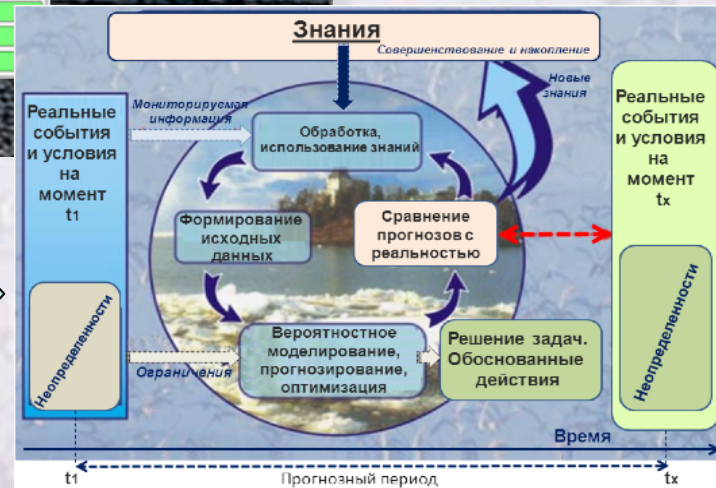 Знания
Совершенствование и накопление
Реальные
события
и условия
на
момент
t1
Неопределенности
Мониторируемая
информация
Обработка,
использование знаний
Новые
знания
Формирование
исходных
данных
Сравнение
прогнозов с
реальностью
Вероятностное
моделирование,
прогнозирование,
оптимизация
Ограничения
Решение задач.
Обоснованные
действия
Реальные
события
и условия
на
момент
tx
Неопределенности
Время
t1
Прогнозный период
tx